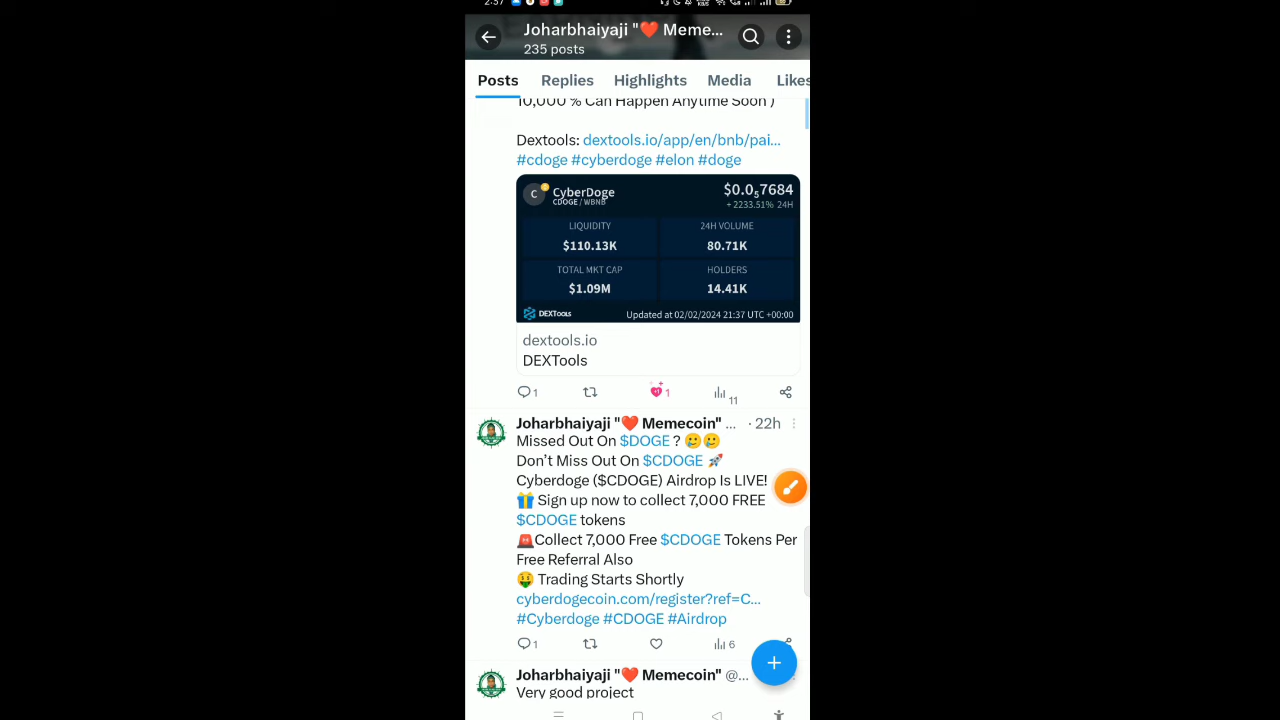 2:37
Joharbhaiyaji "❤️ Meme...
235 posts
Posts Replies Highlights Media Likes
10,000 % Can Happen Anytime Soon )
Dextools: dextools.io/app/en/bnb/pai...
#cdoge #cyberdoge #elon #doge
C CyberDoge $0.0₅7684
CDOGE / WBNB + 2233.51% 24H
LIQUIDITY 24H VOLUME
$110.13K 80.71K
TOTAL MKT CAP HOLDERS
$1.09M 14.41K
DEXTools Updated at 02/02/2024 21:37 UTC +00:00
dextools.io
DEXTools
1 1 11
Joharbhaiyaji "❤️ Memecoin" ... · 22h
Missed Out On $DOGE ? 🥲🥲
Don't Miss Out On $CDOGE 🚀
Cyberdoge ($CDOGE) Airdrop Is LIVE!
🎁 Sign up now to collect 7,000 FREE
$CDOGE tokens
🚨Collect 7,000 Free $CDOGE Tokens Per
Free Referral Also
🤑 Trading Starts Shortly
cyberdogecoin.com/register?ref=C...
#Cyberdoge #CDOGE #Airdrop
1 6
Joharbhaiyaji "❤️ Memecoin" @...
Very good project